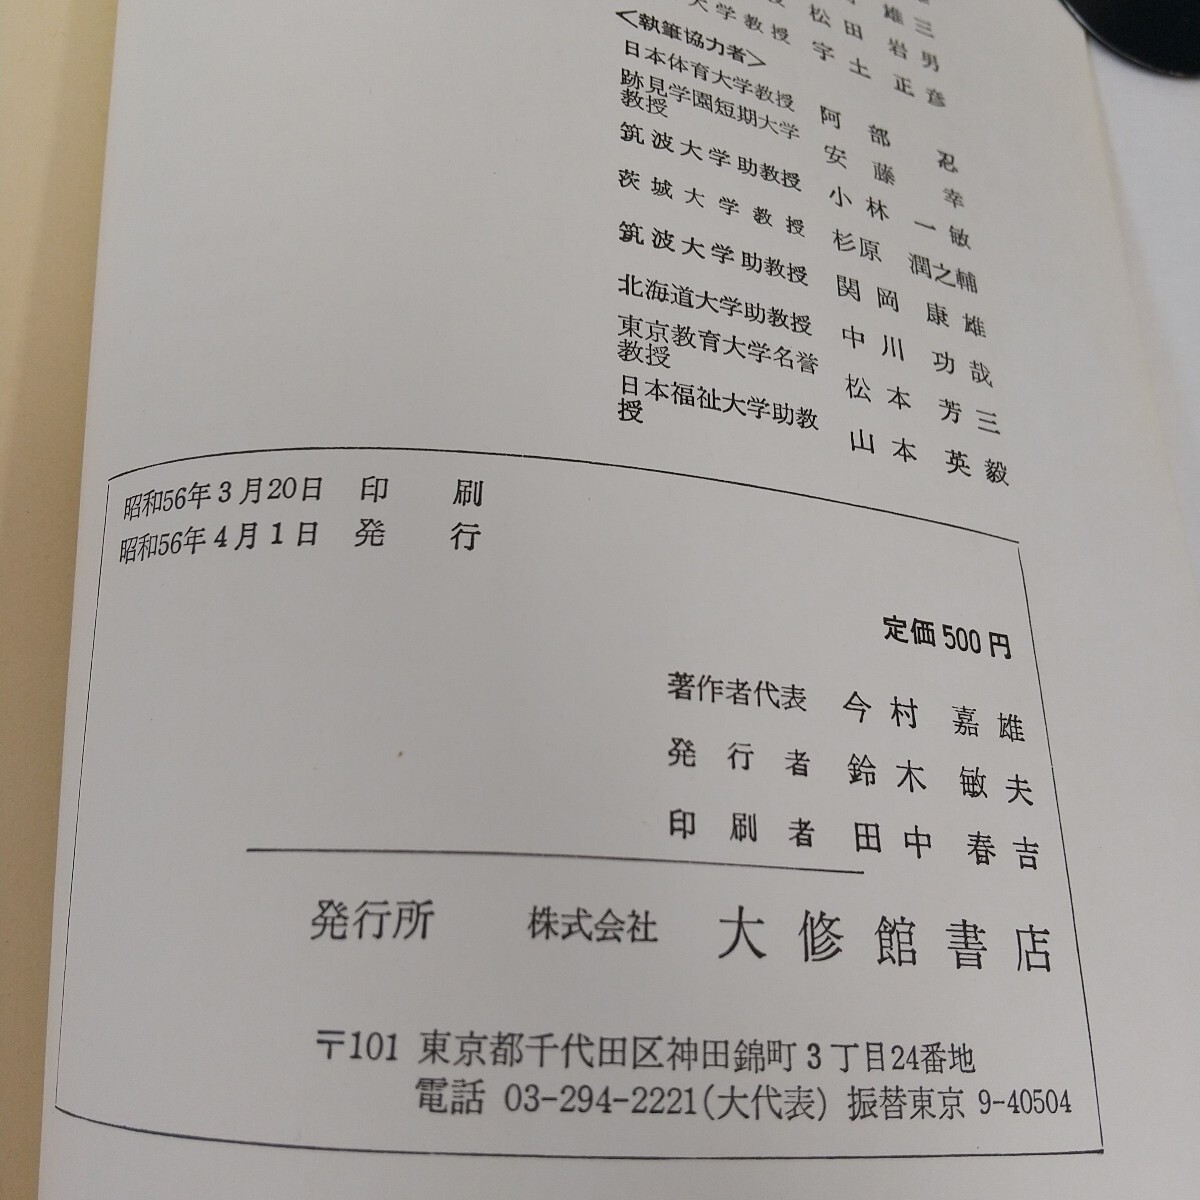 雄三
松田岩男
大学教授 宇土正彦
<執筆協力者>
日本体育大学教授 阿部忍
跡見学園短期大学教授 安藤幸
筑波大学助教授 小林一敏
茨城大学教授 杉原潤之輔
筑波大学助教授 関岡康雄
北海道大学助教授 中川功哉
東京教育大学名誉教授 松本芳三
日本福祉大学助教授 山本英毅
昭和56年3月20日 印刷
昭和56年4月1日 発行
定価500円
著作者代表 今村嘉雄
発行者 鈴木敏夫
印刷者 田中春吉
発行所 株式会社 大修館書店
〒101 東京都千代田区神田錦町3丁目24番地
電話 03-294-2221(大代表) 振替東京 9-40504